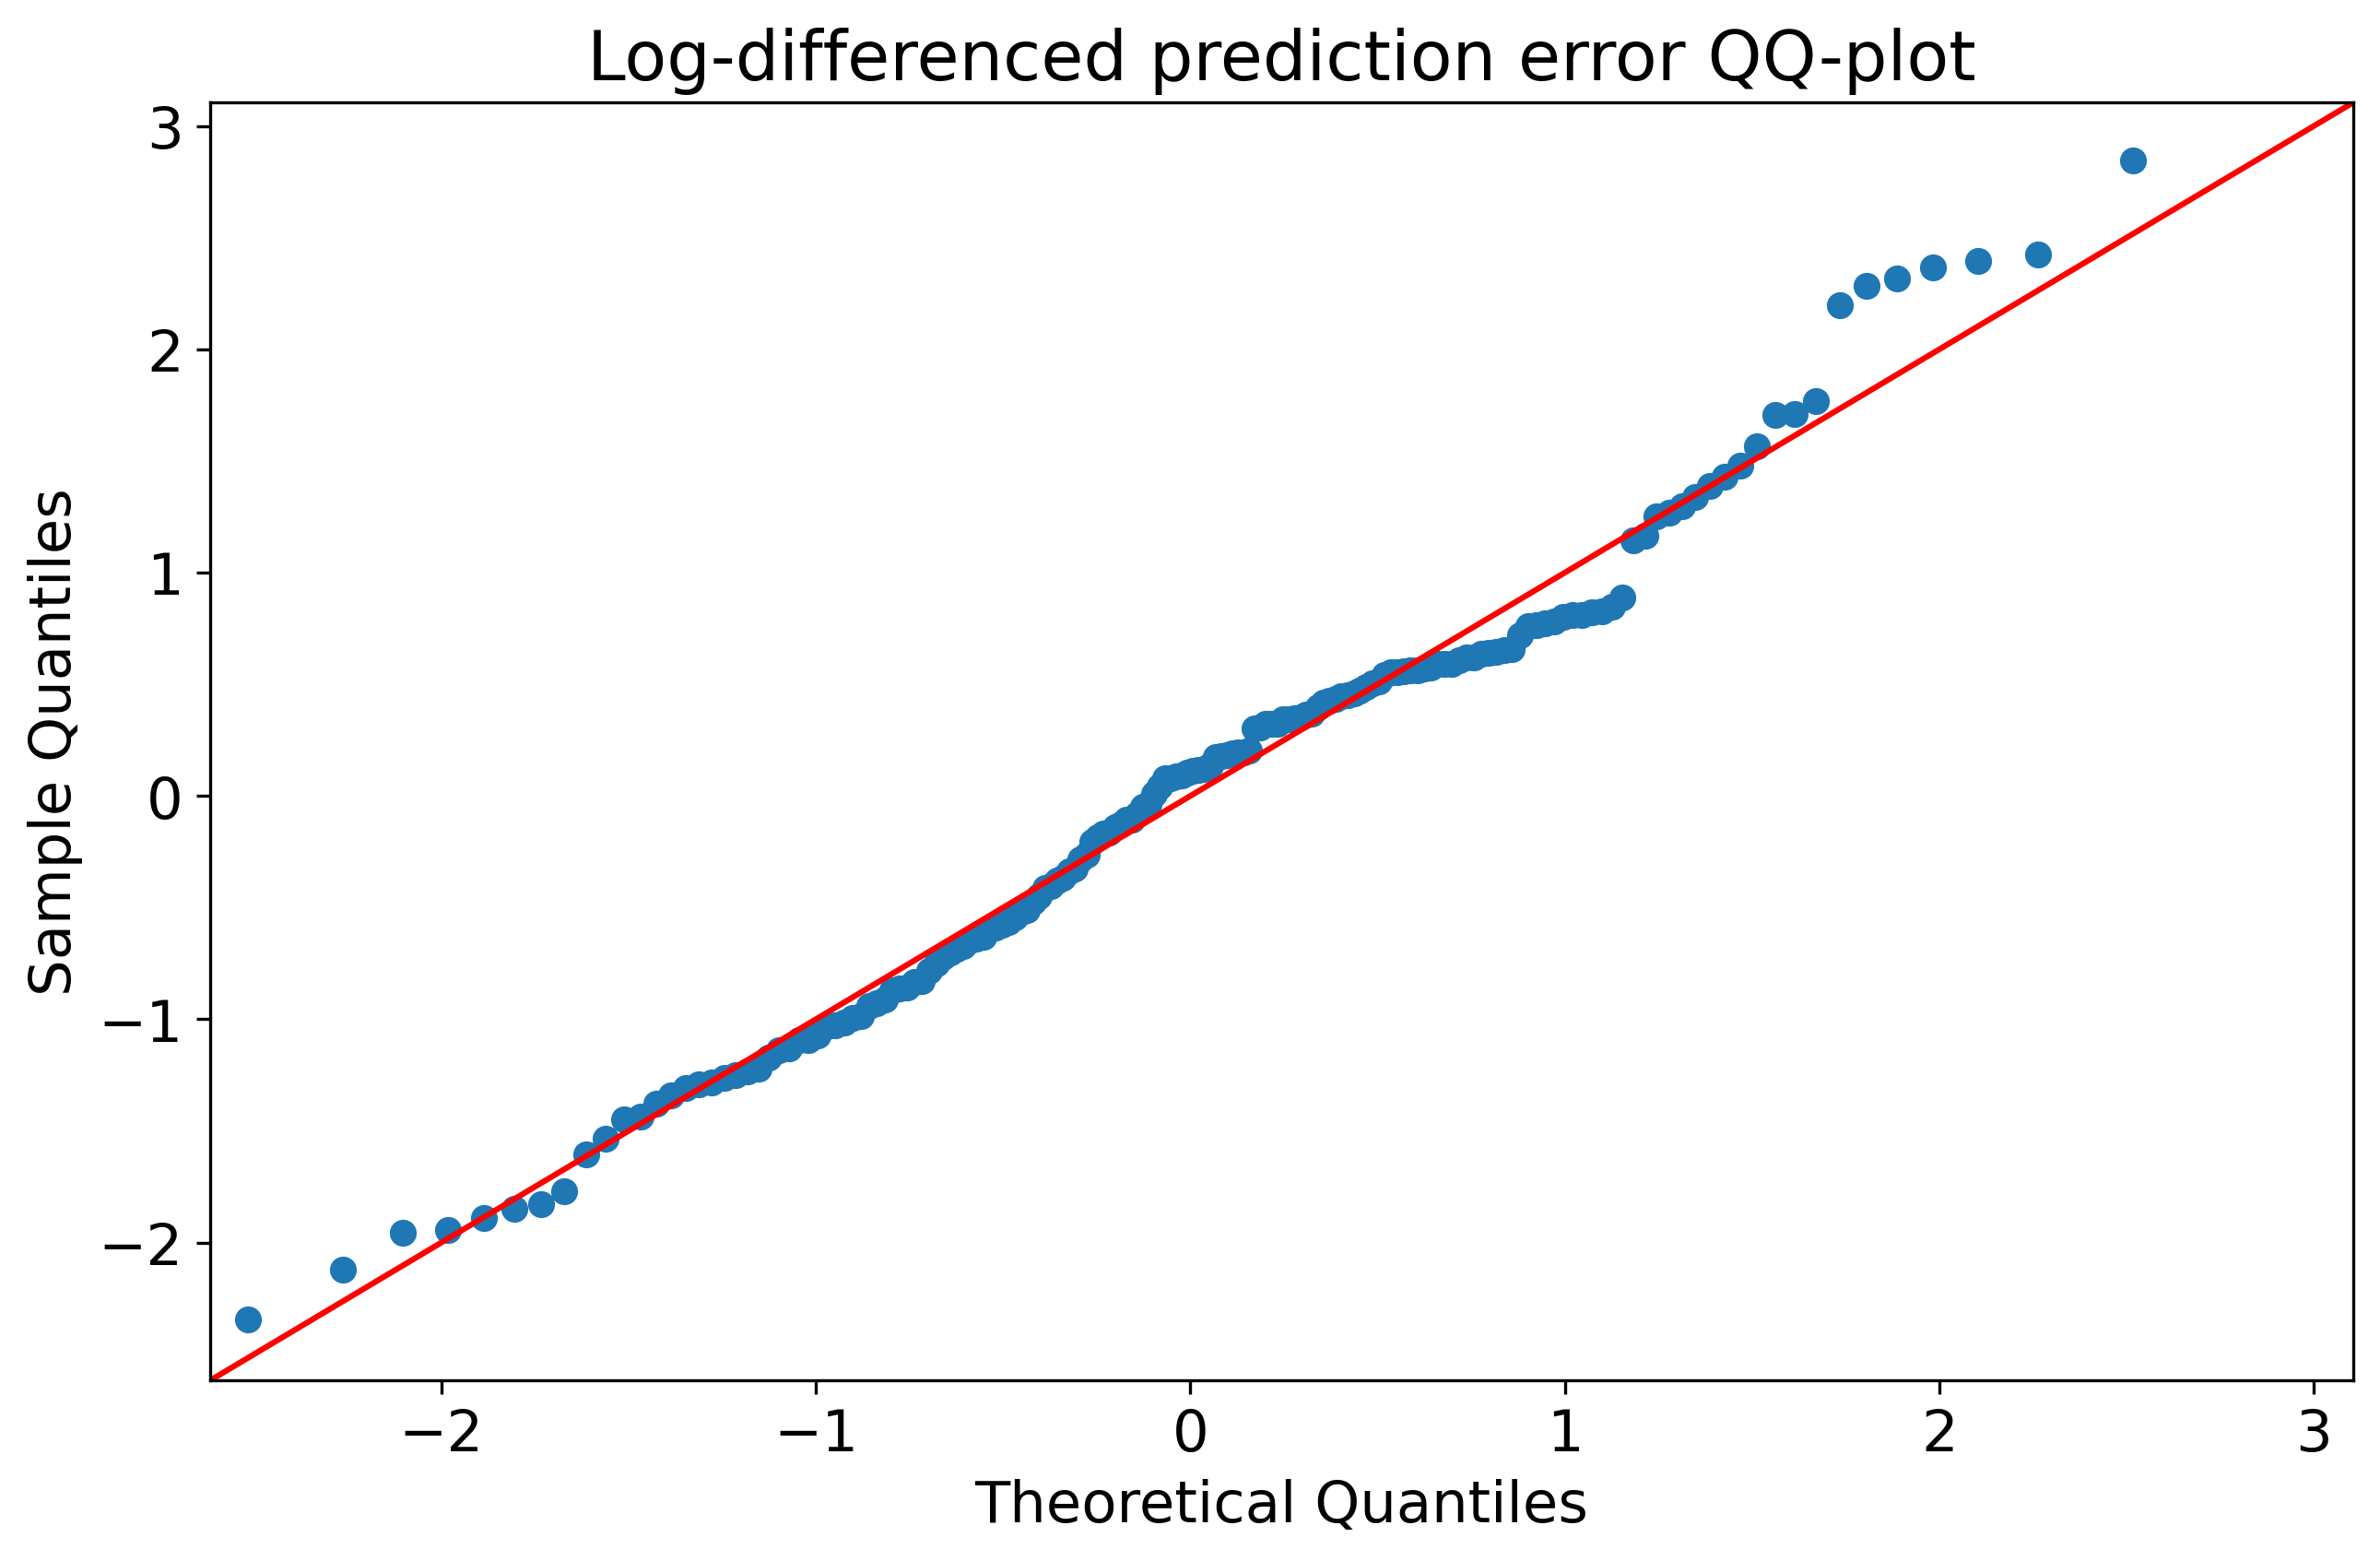 Log-differenced prediction error QQ-plot
3
2
1
0
−1
−2
Sample Quantiles
−2 −1 0 1 2 3
Theoretical Quantiles